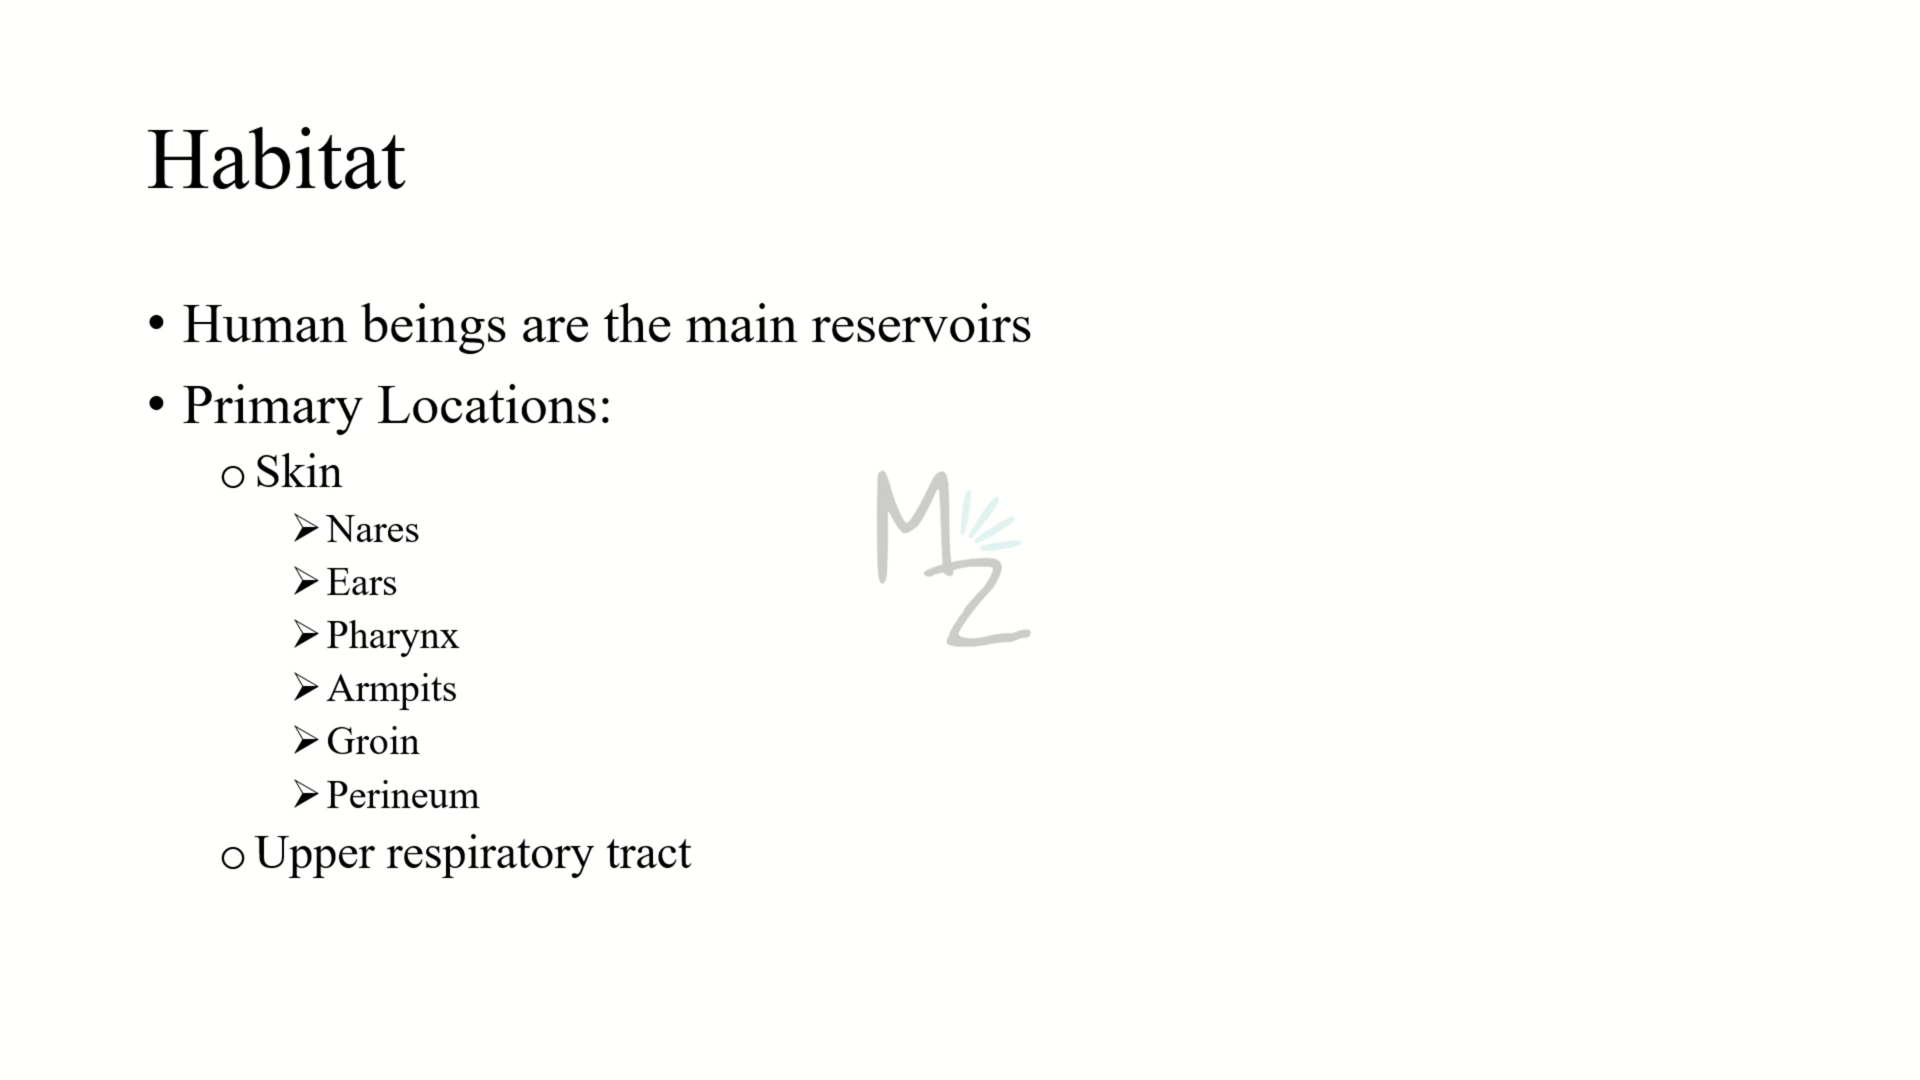 Habitat
• Human beings are the main reservoirs
• Primary Locations:
o Skin
➢ Nares
➢ Ears
➢ Pharynx
➢ Armpits
➢ Groin
➢ Perineum
o Upper respiratory tract
MZ